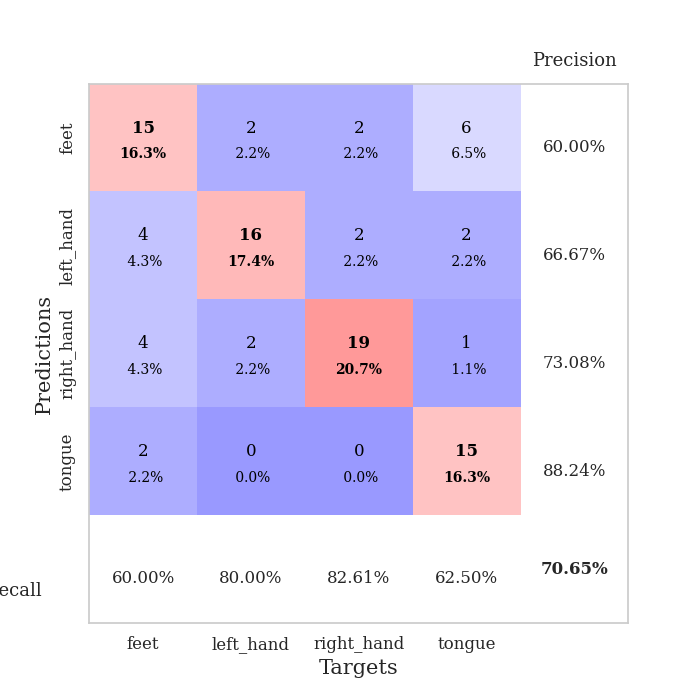 Precision
feet 15 2 2 6 60.00%
16.3% 2.2% 2.2% 6.5%
left_hand 4 16 2 2 66.67%
4.3% 17.4% 2.2% 2.2%
right_hand 4 2 19 1 73.08%
4.3% 2.2% 20.7% 1.1%
tongue 2 0 0 15 88.24%
2.2% 0.0% 0.0% 16.3%
Predictions
ecall 60.00% 80.00% 82.61% 62.50% 70.65%
feet left_hand right_hand tongue
Targets